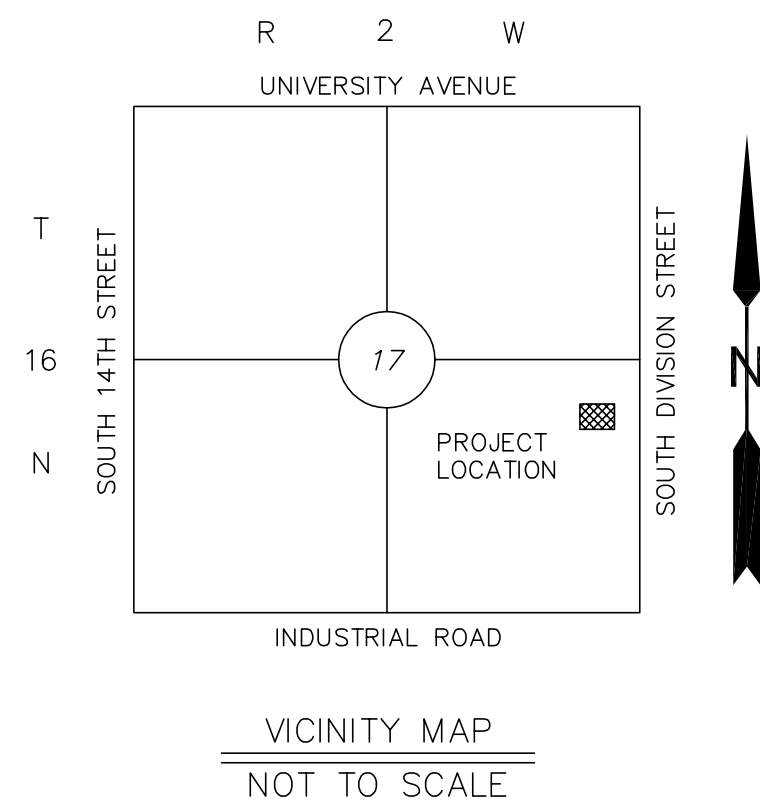 R 2 W
UNIVERSITY AVENUE
T
16
N
SOUTH 14TH STREET
17
SOUTH DIVISION STREET
N
PROJECT
LOCATION
INDUSTRIAL ROAD
VICINITY MAP
NOT TO SCALE